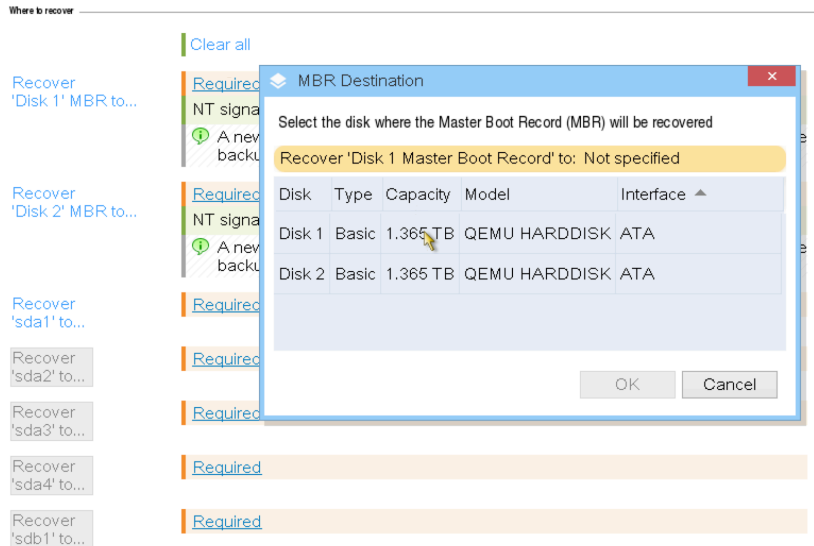 Where to recover
Clear all
Recover
'Disk 1' MBR to...
Required
NT signa
A new
backu
e
Recover
'Disk 2' MBR to...
Required
NT signa
A new
backu
e
Recover
'sda1' to...
Required
Recover
'sda2' to...
Required
Recover
'sda3' to...
Required
Recover
'sda4' to...
Required
Recover
'sdb1' to...
Required
MBR Destination
Select the disk where the Master Boot Record (MBR) will be recovered
Recover 'Disk 1 Master Boot Record' to: Not specified
Disk Type Capacity Model Interface
Disk 1 Basic 1.365 TB QEMU HARDDISK ATA
Disk 2 Basic 1.365 TB QEMU HARDDISK ATA
OK Cancel